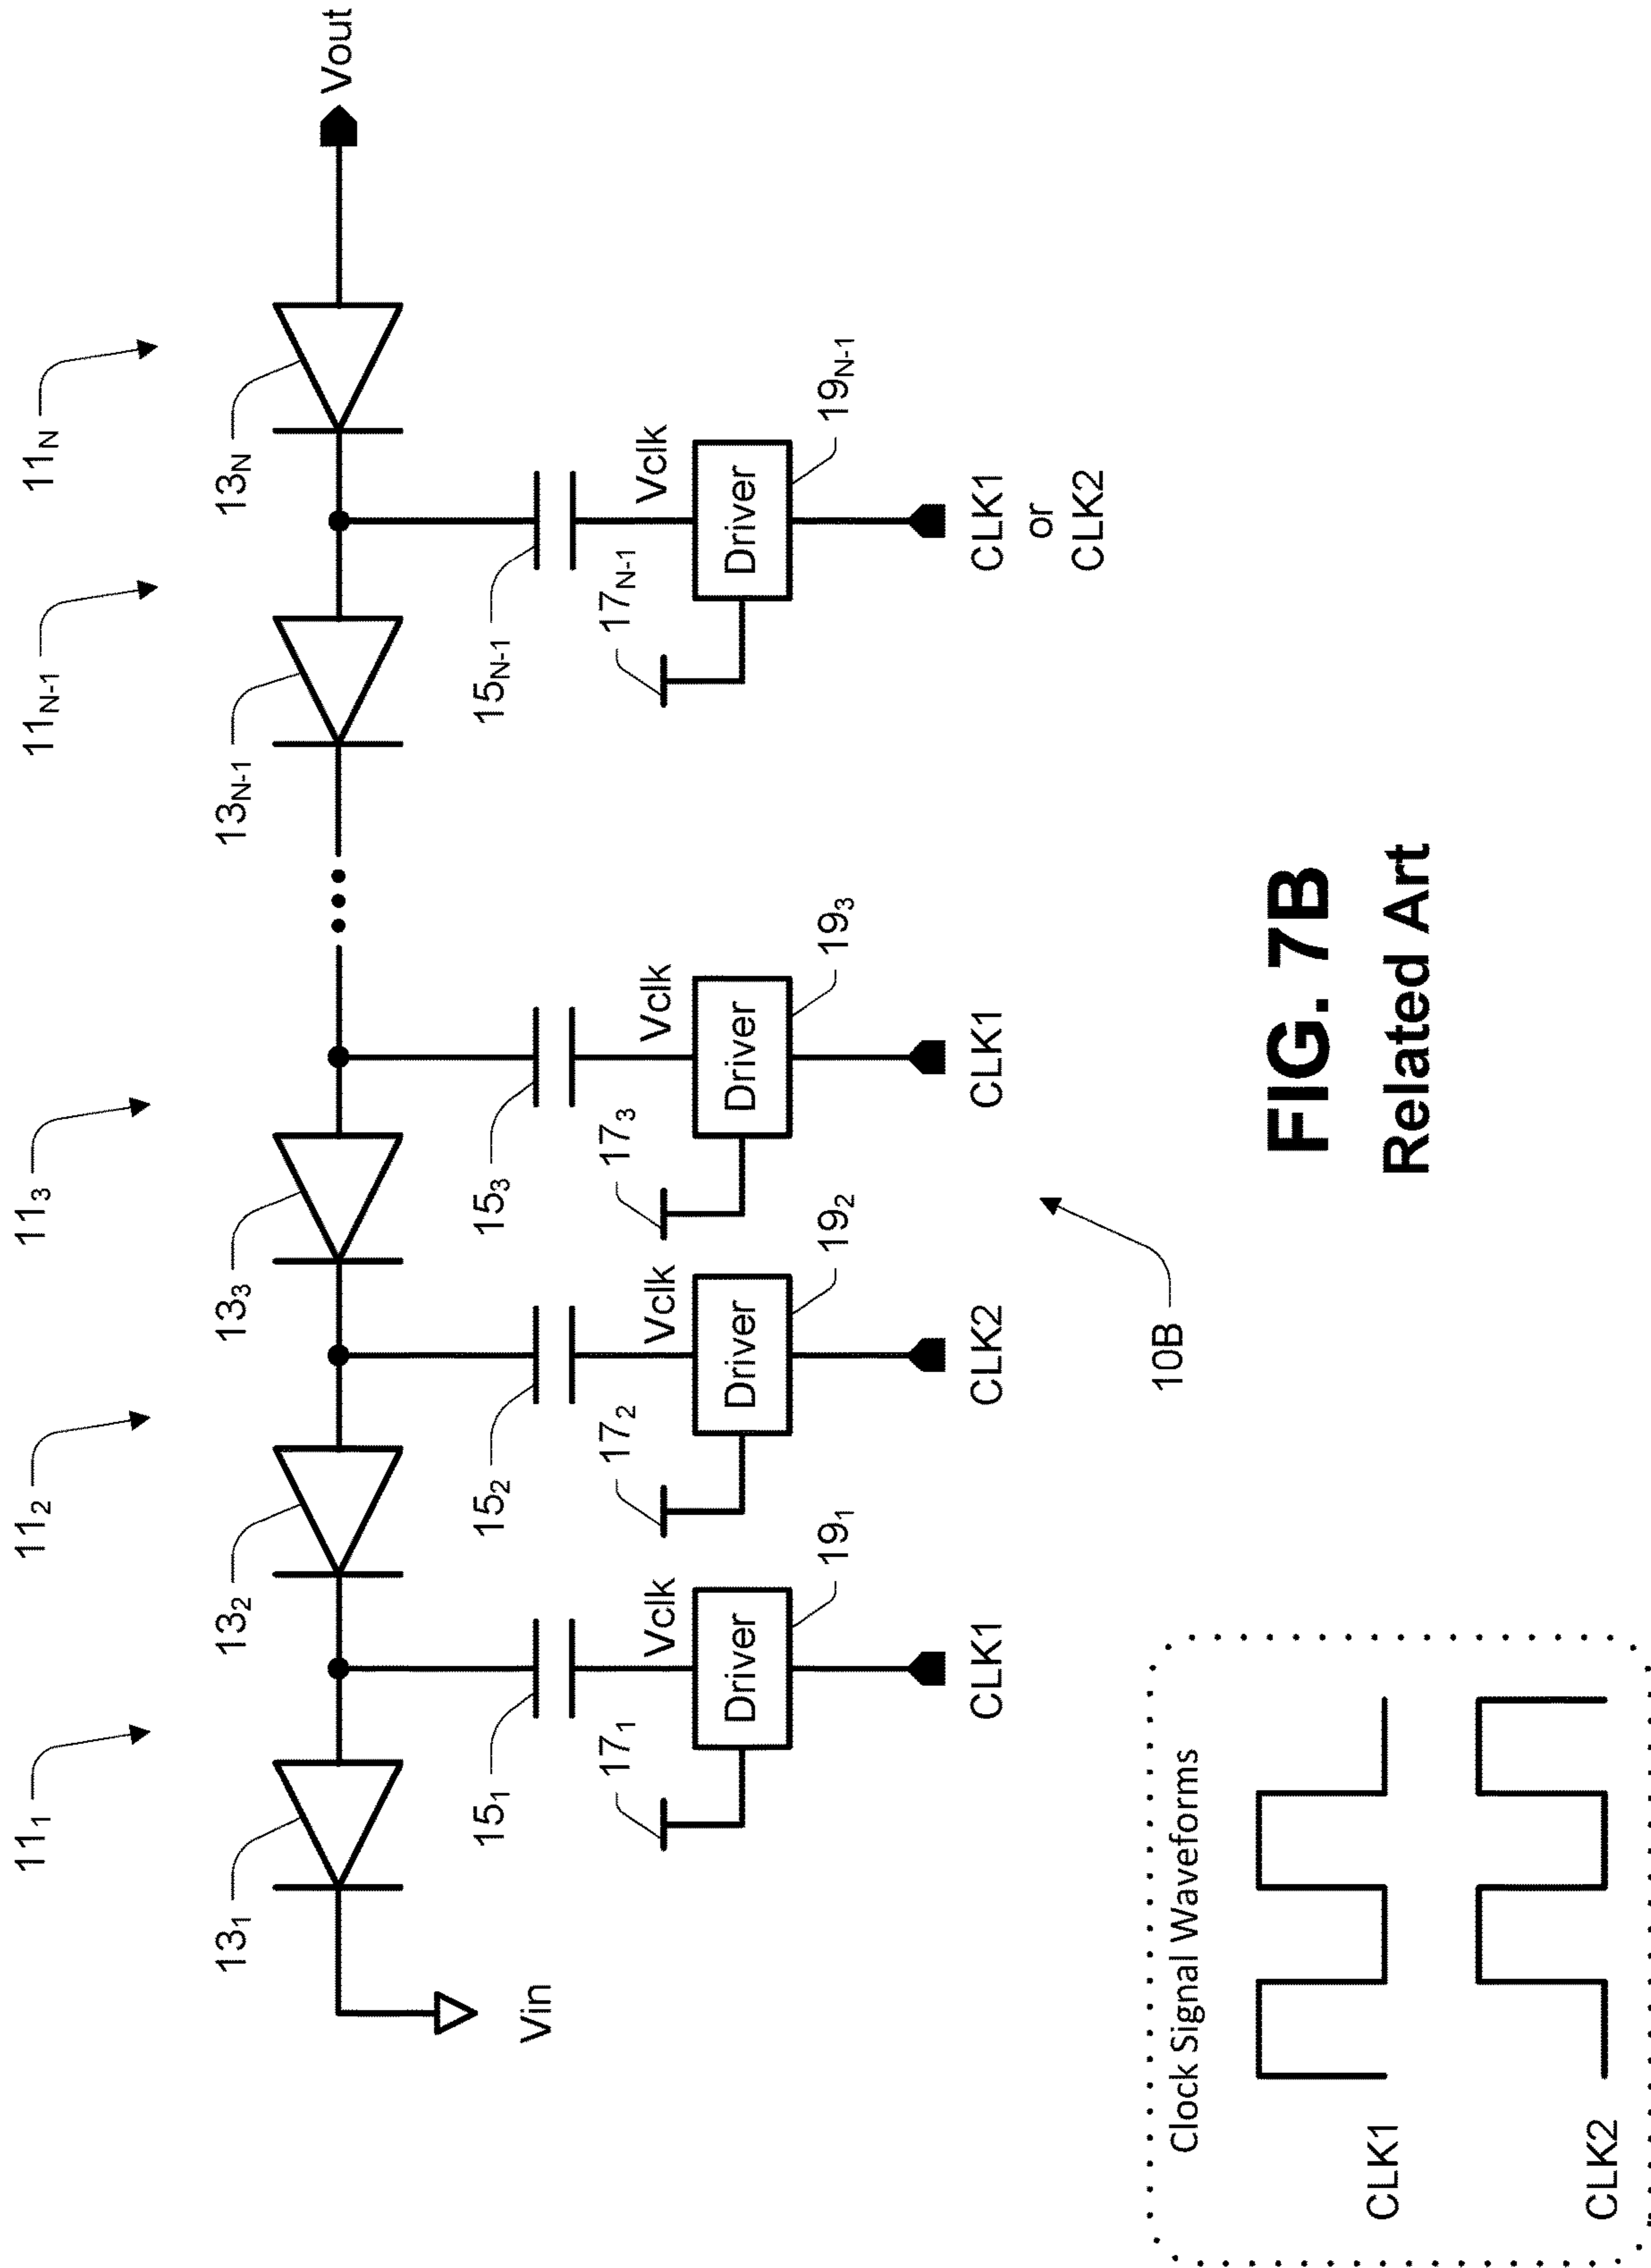 11₁
11₂
11₃
11N-1
11N
13₁
13₂
13₃
13N-1
13N
Vout
Vin
15₁
Vclk
15₂
Vclk
15₃
Vclk
15N-1
Vclk
17₁
Driver
19₁
17₂
Driver
19₂
17₃
Driver
19₃
17N-1
Driver
19N-1
CLK1
CLK2
CLK1
CLK1
or
CLK2
10B
Clock Signal Waveforms
CLK1
CLK2
FIG. 7B
Related Art